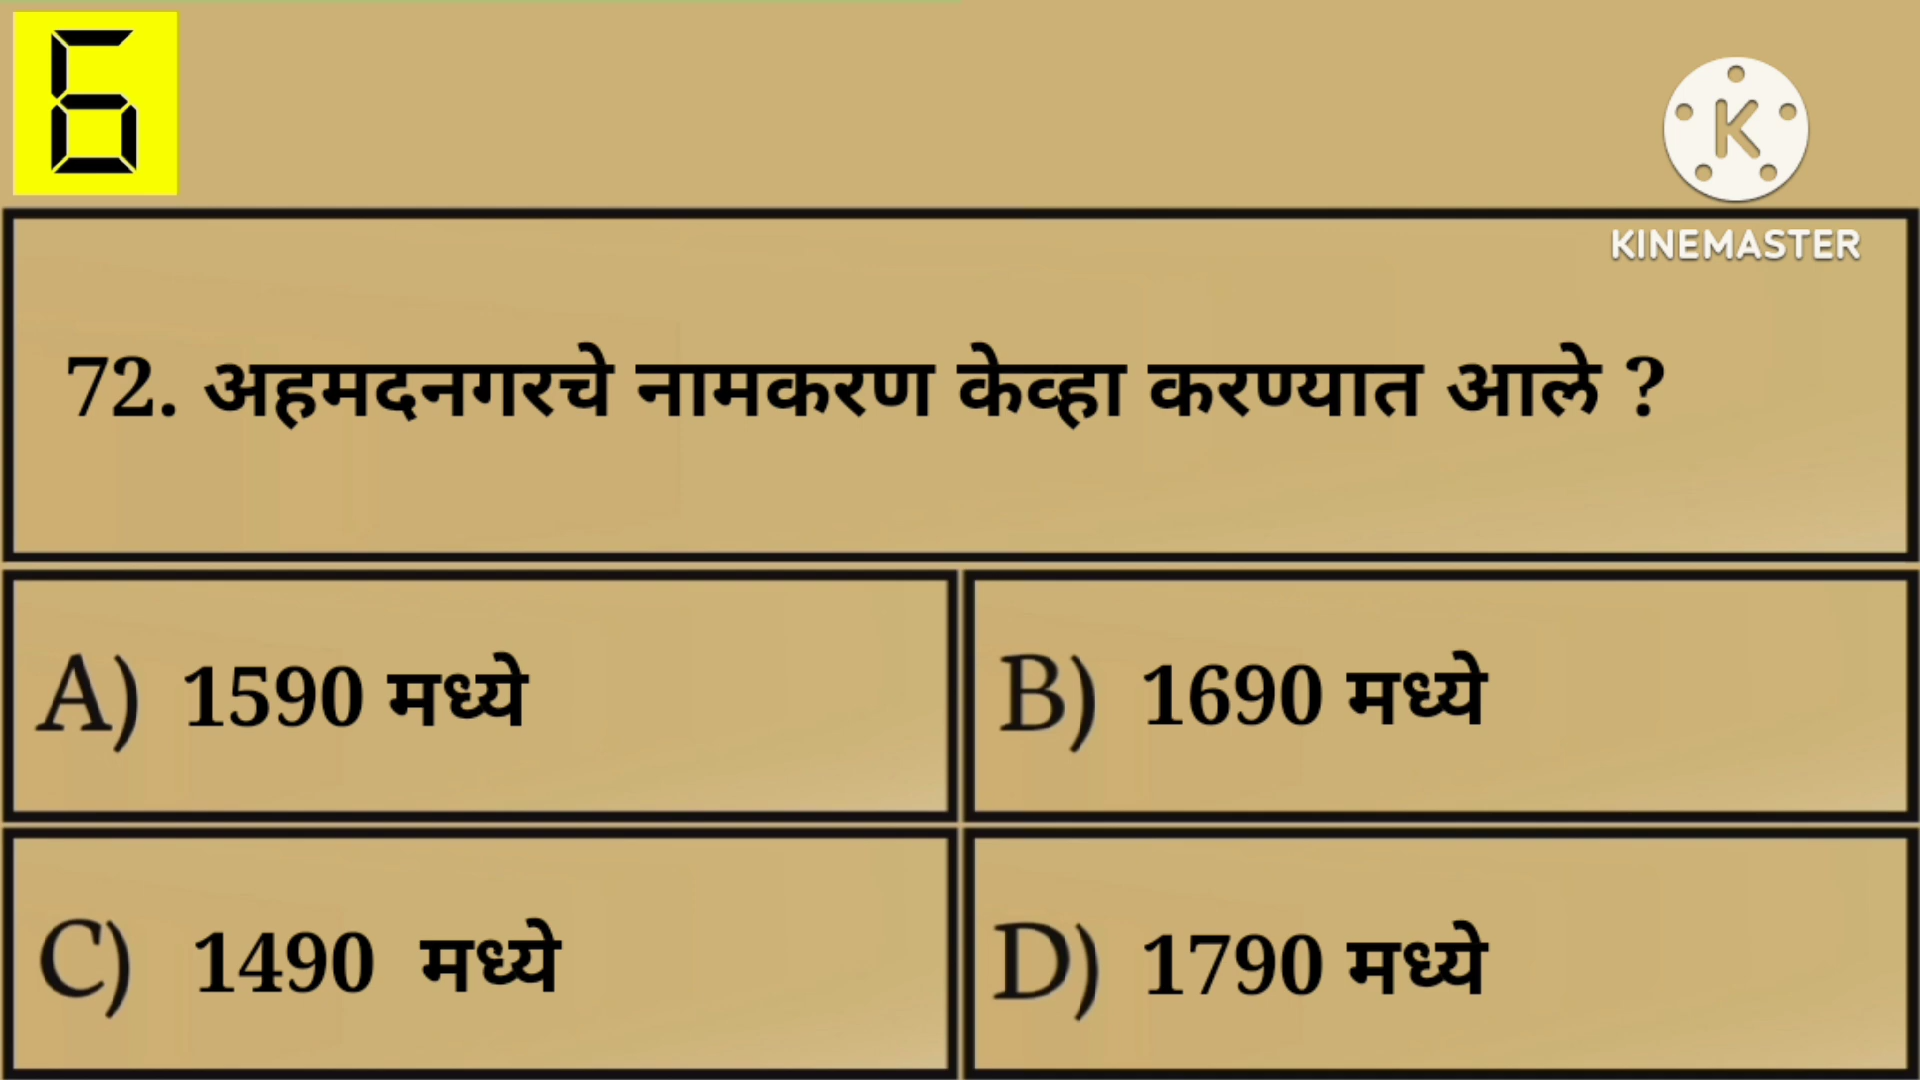 6
K
KINEMASTER
72. अहमदनगरचे नामकरण केव्हा करण्यात आले ?
A) 1590 मध्ये
B) 1690 मध्ये
C) 1490 मध्ये
D) 1790 मध्ये